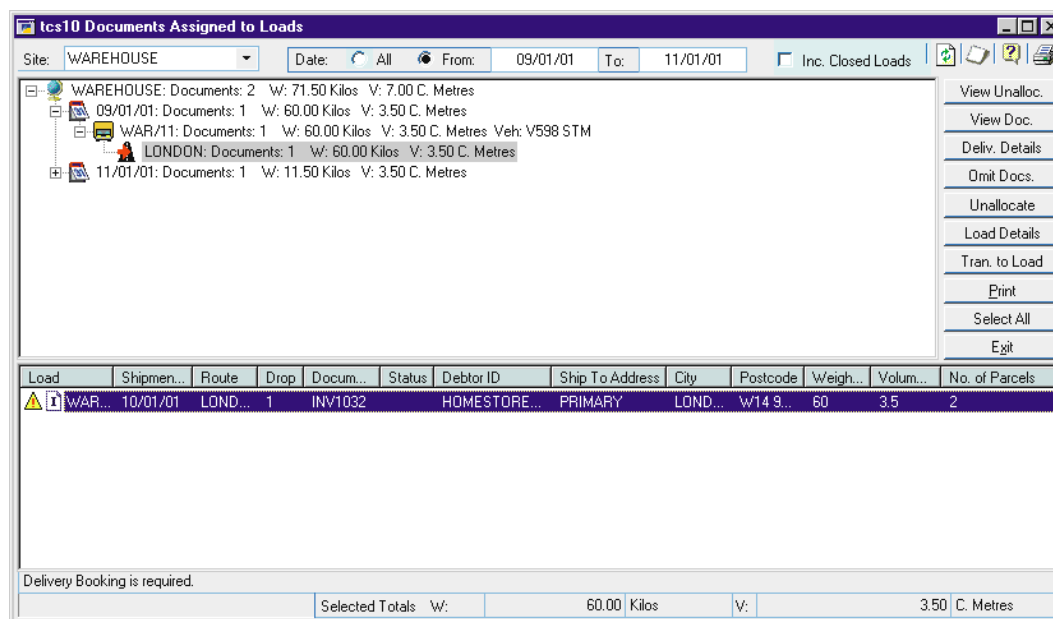 tcs10 Documents Assigned to Loads
Site: WAREHOUSE Date: All From: 09/01/01 To: 11/01/01 Inc. Closed Loads
WAREHOUSE: Documents: 2 W: 71.50 Kilos V: 7.00 C. Metres
09/01/01: Documents: 1 W: 60.00 Kilos V: 3.50 C. Metres
WAR/11: Documents: 1 W: 60.00 Kilos V: 3.50 C. Metres Veh: V598 STM
LONDON: Documents: 1 W: 60.00 Kilos V: 3.50 C. Metres
11/01/01: Documents: 1 W: 11.50 Kilos V: 3.50 C. Metres
View Unalloc.
View Doc.
Deliv. Details
Omit Docs.
Unallocate
Load Details
Tran. to Load
Print
Select All
Exit
Load Shipmen... Route Drop Docum... Status Debtor ID Ship To Address City Postcode Weigh... Volum... No. of Parcels
WAR... 10/01/01 LOND... 1 INV1032 HOMESTORE... PRIMARY LOND... W14 9... 60 3.5 2
Delivery Booking is required.
Selected Totals W: 60.00 Kilos V: 3.50 C. Metres